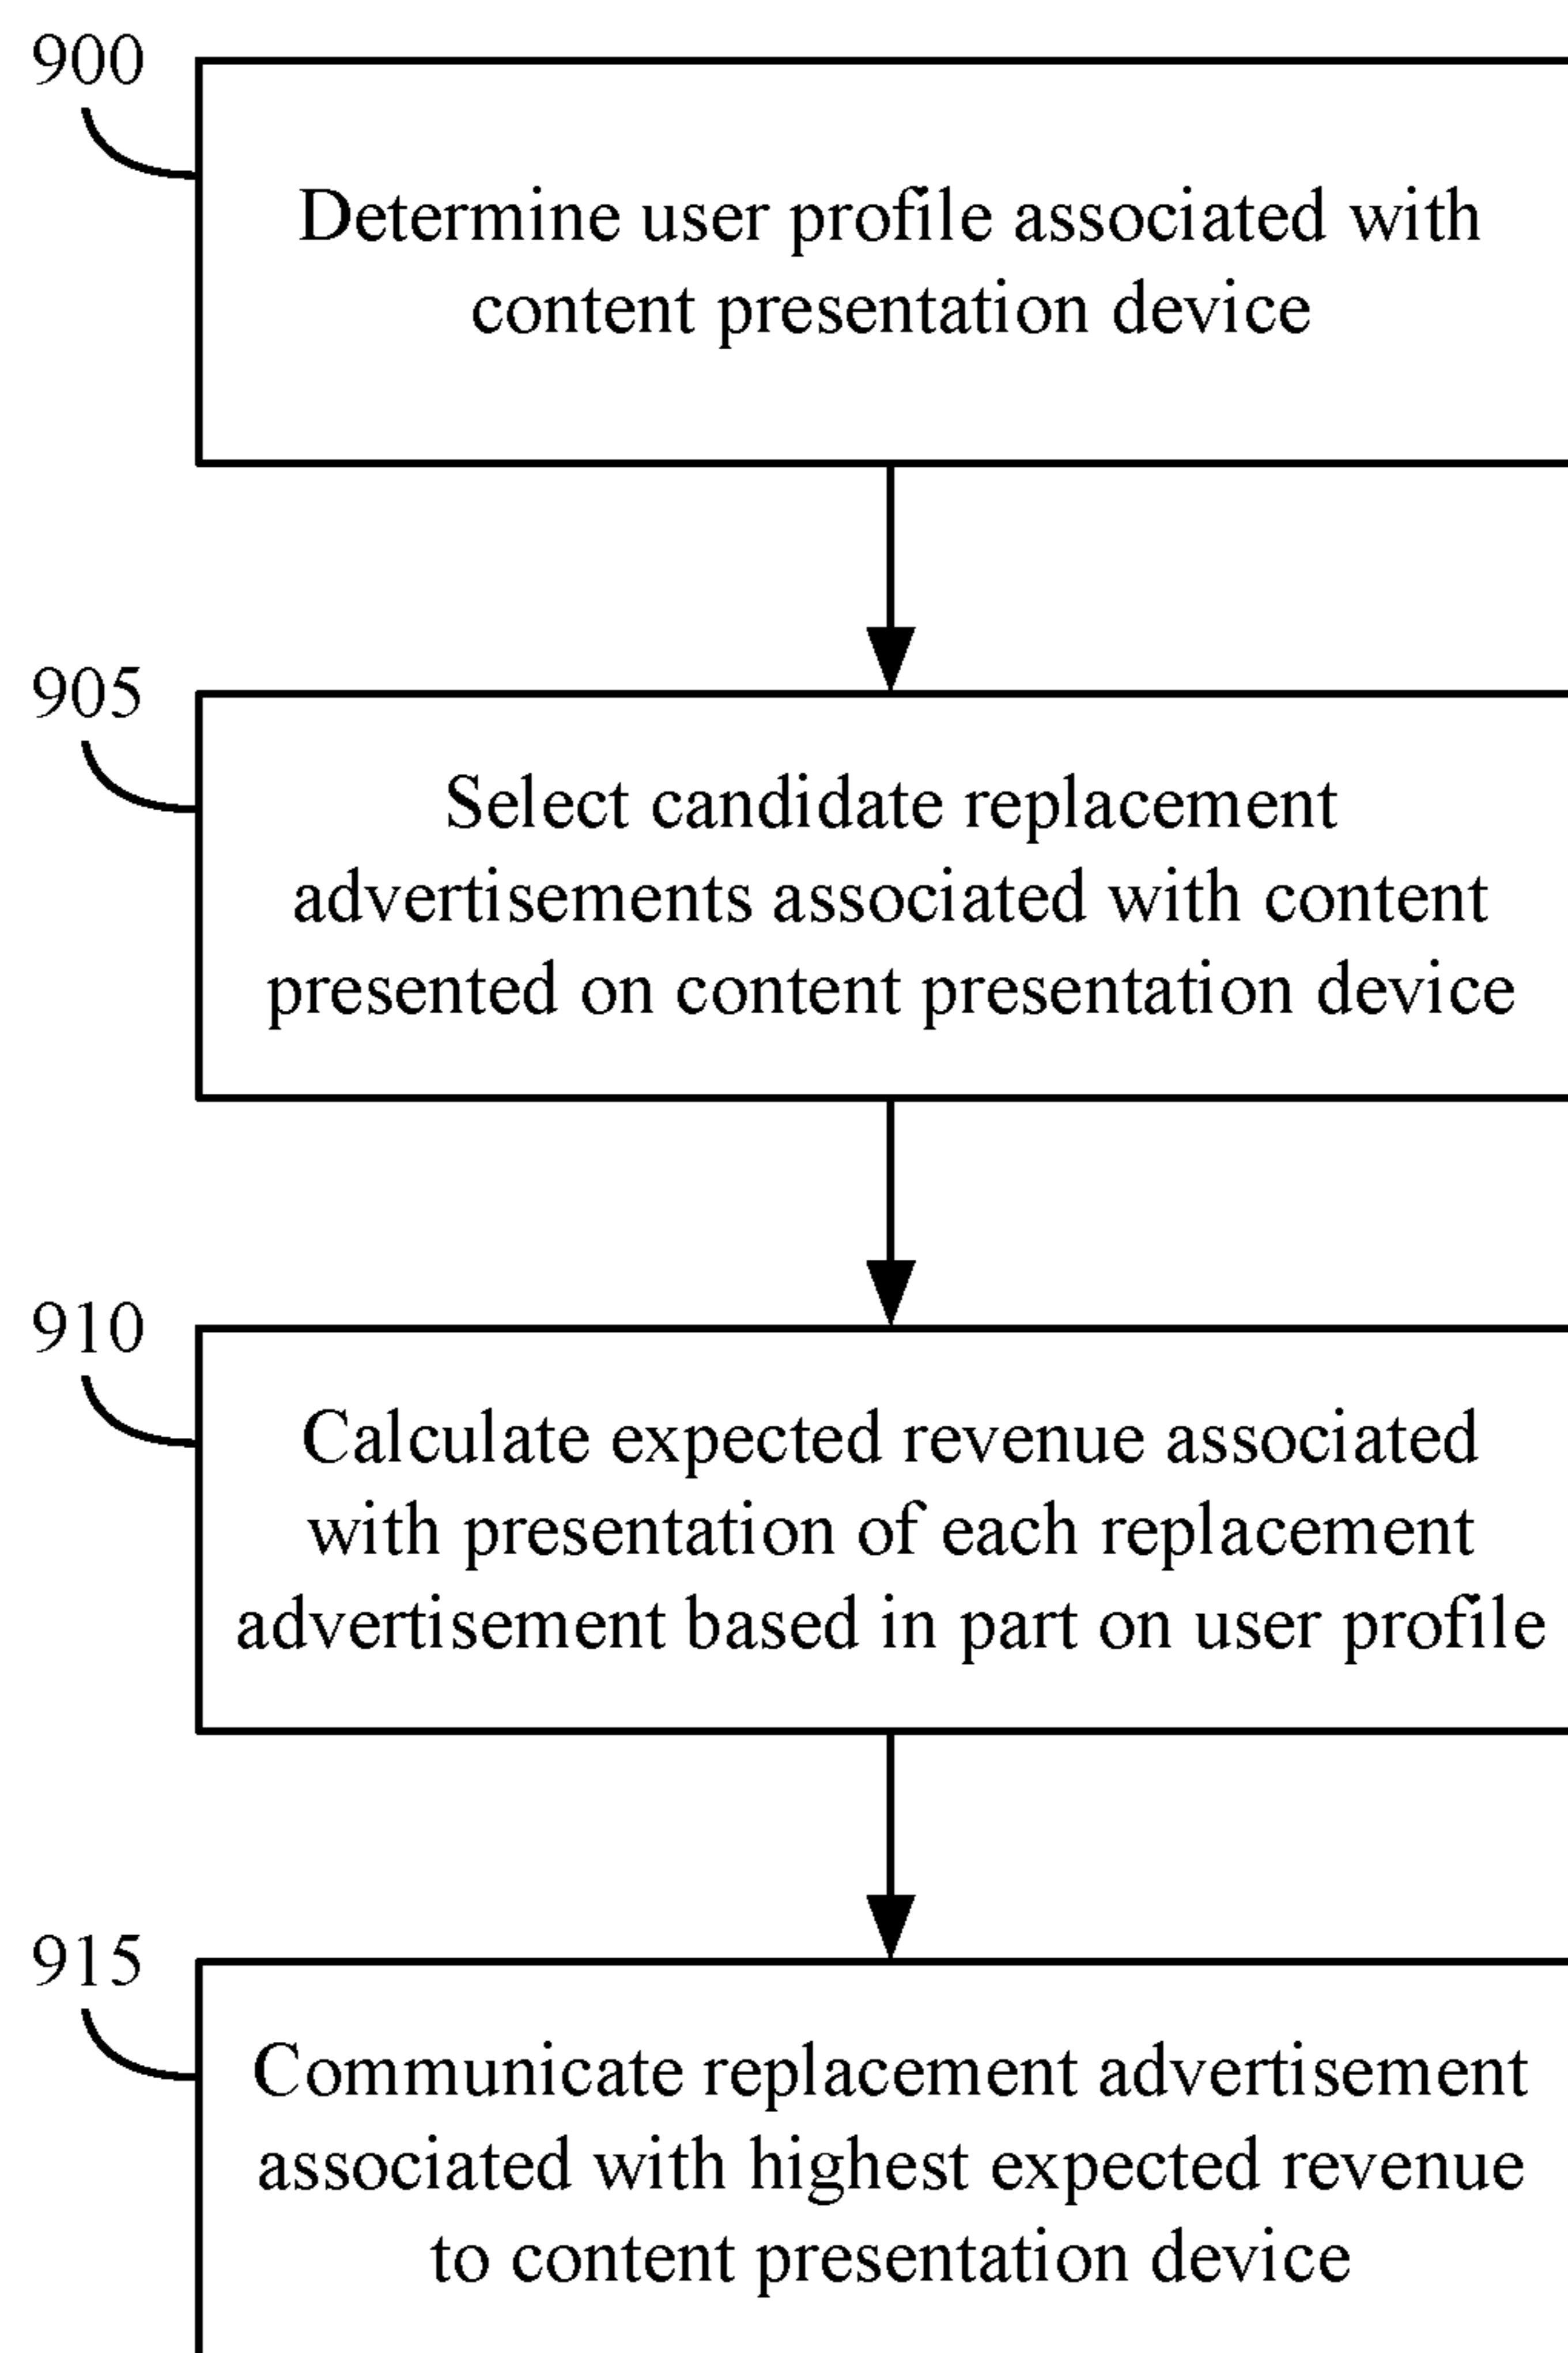 900
Determine user profile associated with
content presentation device
905
Select candidate replacement
advertisements associated with content
presented on content presentation device
910
Calculate expected revenue associated
with presentation of each replacement
advertisement based in part on user profile
915
Communicate replacement advertisement
associated with highest expected revenue
to content presentation device